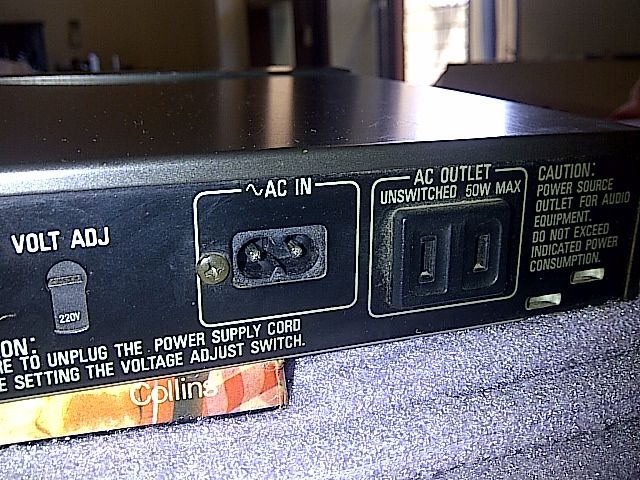 VOLT ADJ
220V
∿AC IN
AC OUTLET
UNSWITCHED 50W MAX
CAUTION:
POWER SOURCE
OUTLET FOR AUDIO
EQUIPMENT.
DO NOT EXCEED
INDICATED POWER
CONSUMPTION.
ON:
RE TO UNPLUG THE POWER SUPPLY CORD
E SETTING THE VOLTAGE ADJUST SWITCH.
Collins